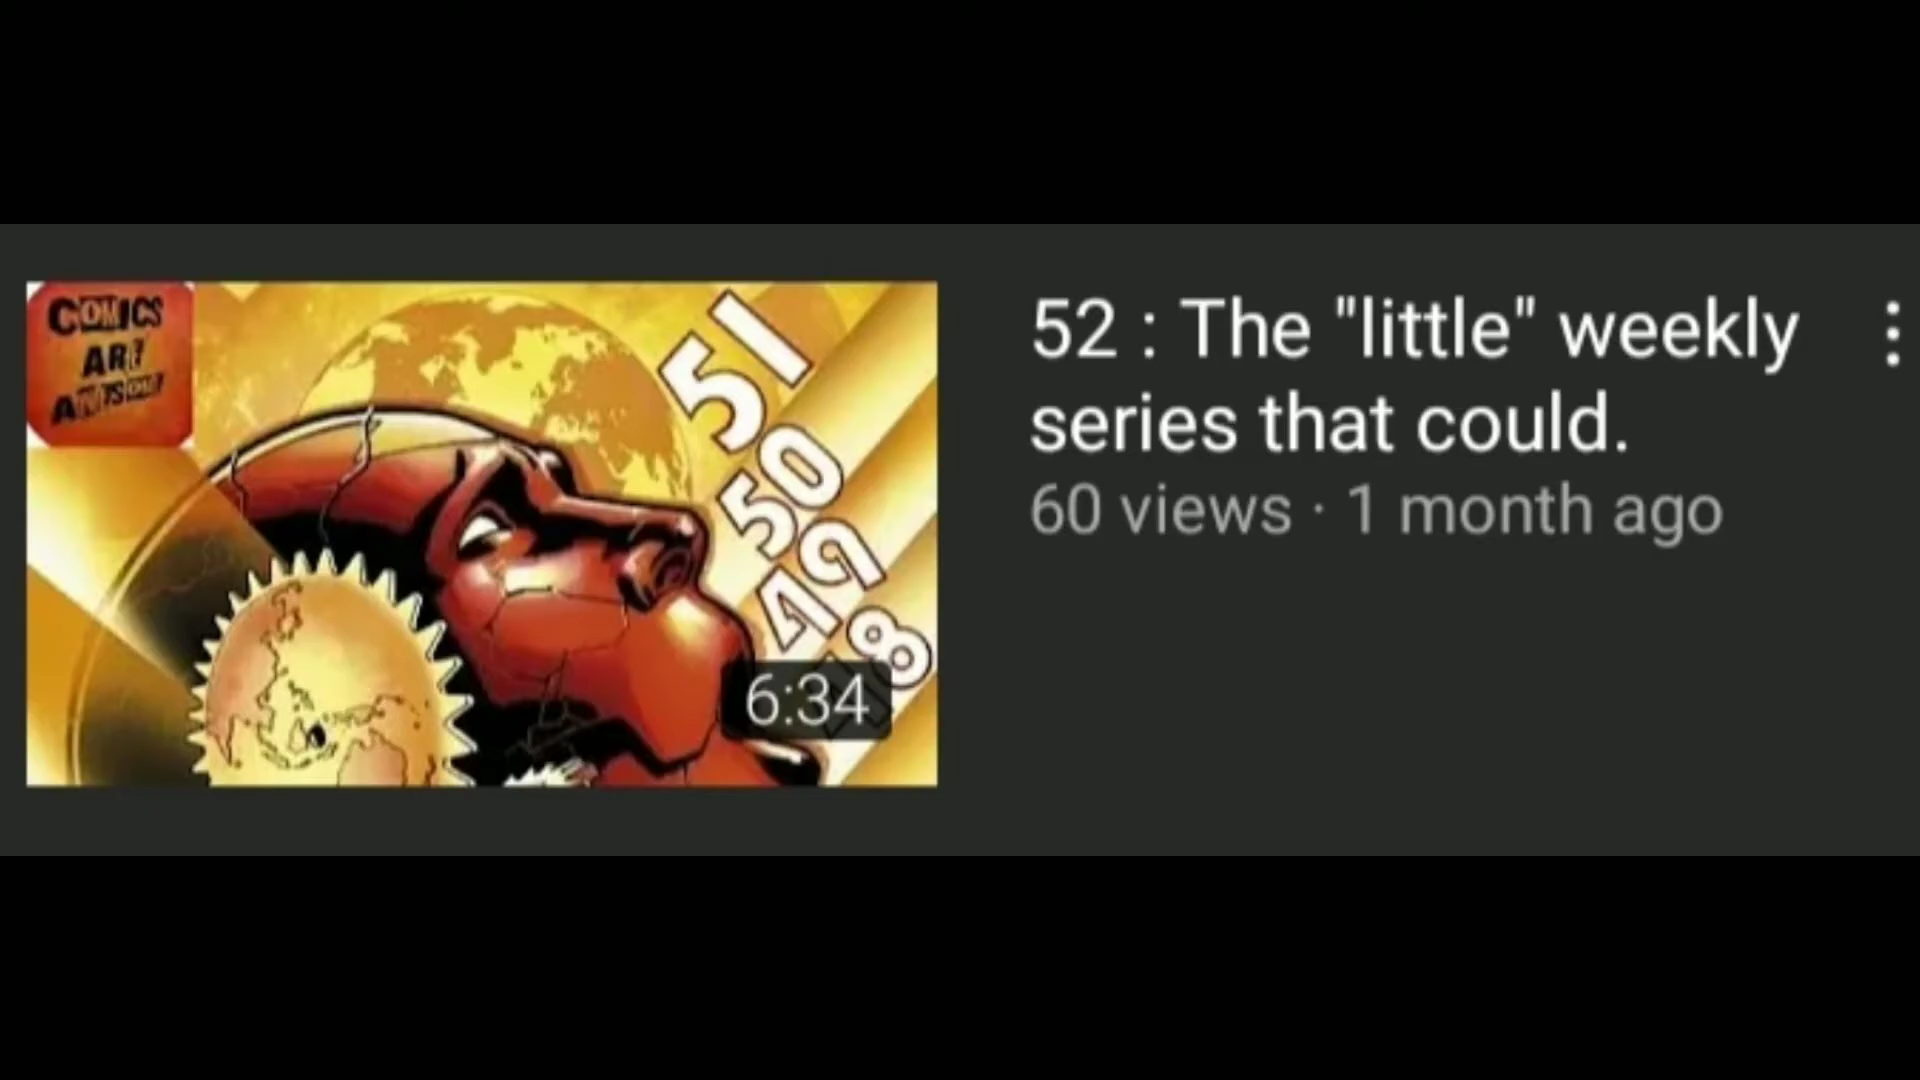 COMICS
ART
51
50
49
48
6:34
52 : The "little" weekly
series that could.
60 views · 1 month ago